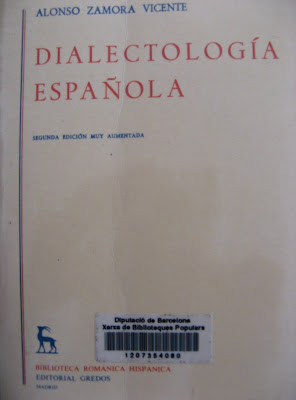 ALONSO ZAMORA VICENTE
DIALECTOLOGÍA
ESPAÑOLA
SEGUNDA EDICIÓN MUY AUMENTADA
Diputació de Barcelona
Xarxa de Biblioteques Populars
1207354080
BIBLIOTECA ROMÁNICA HISPÁNICA
EDITORIAL GREDOS
MADRID